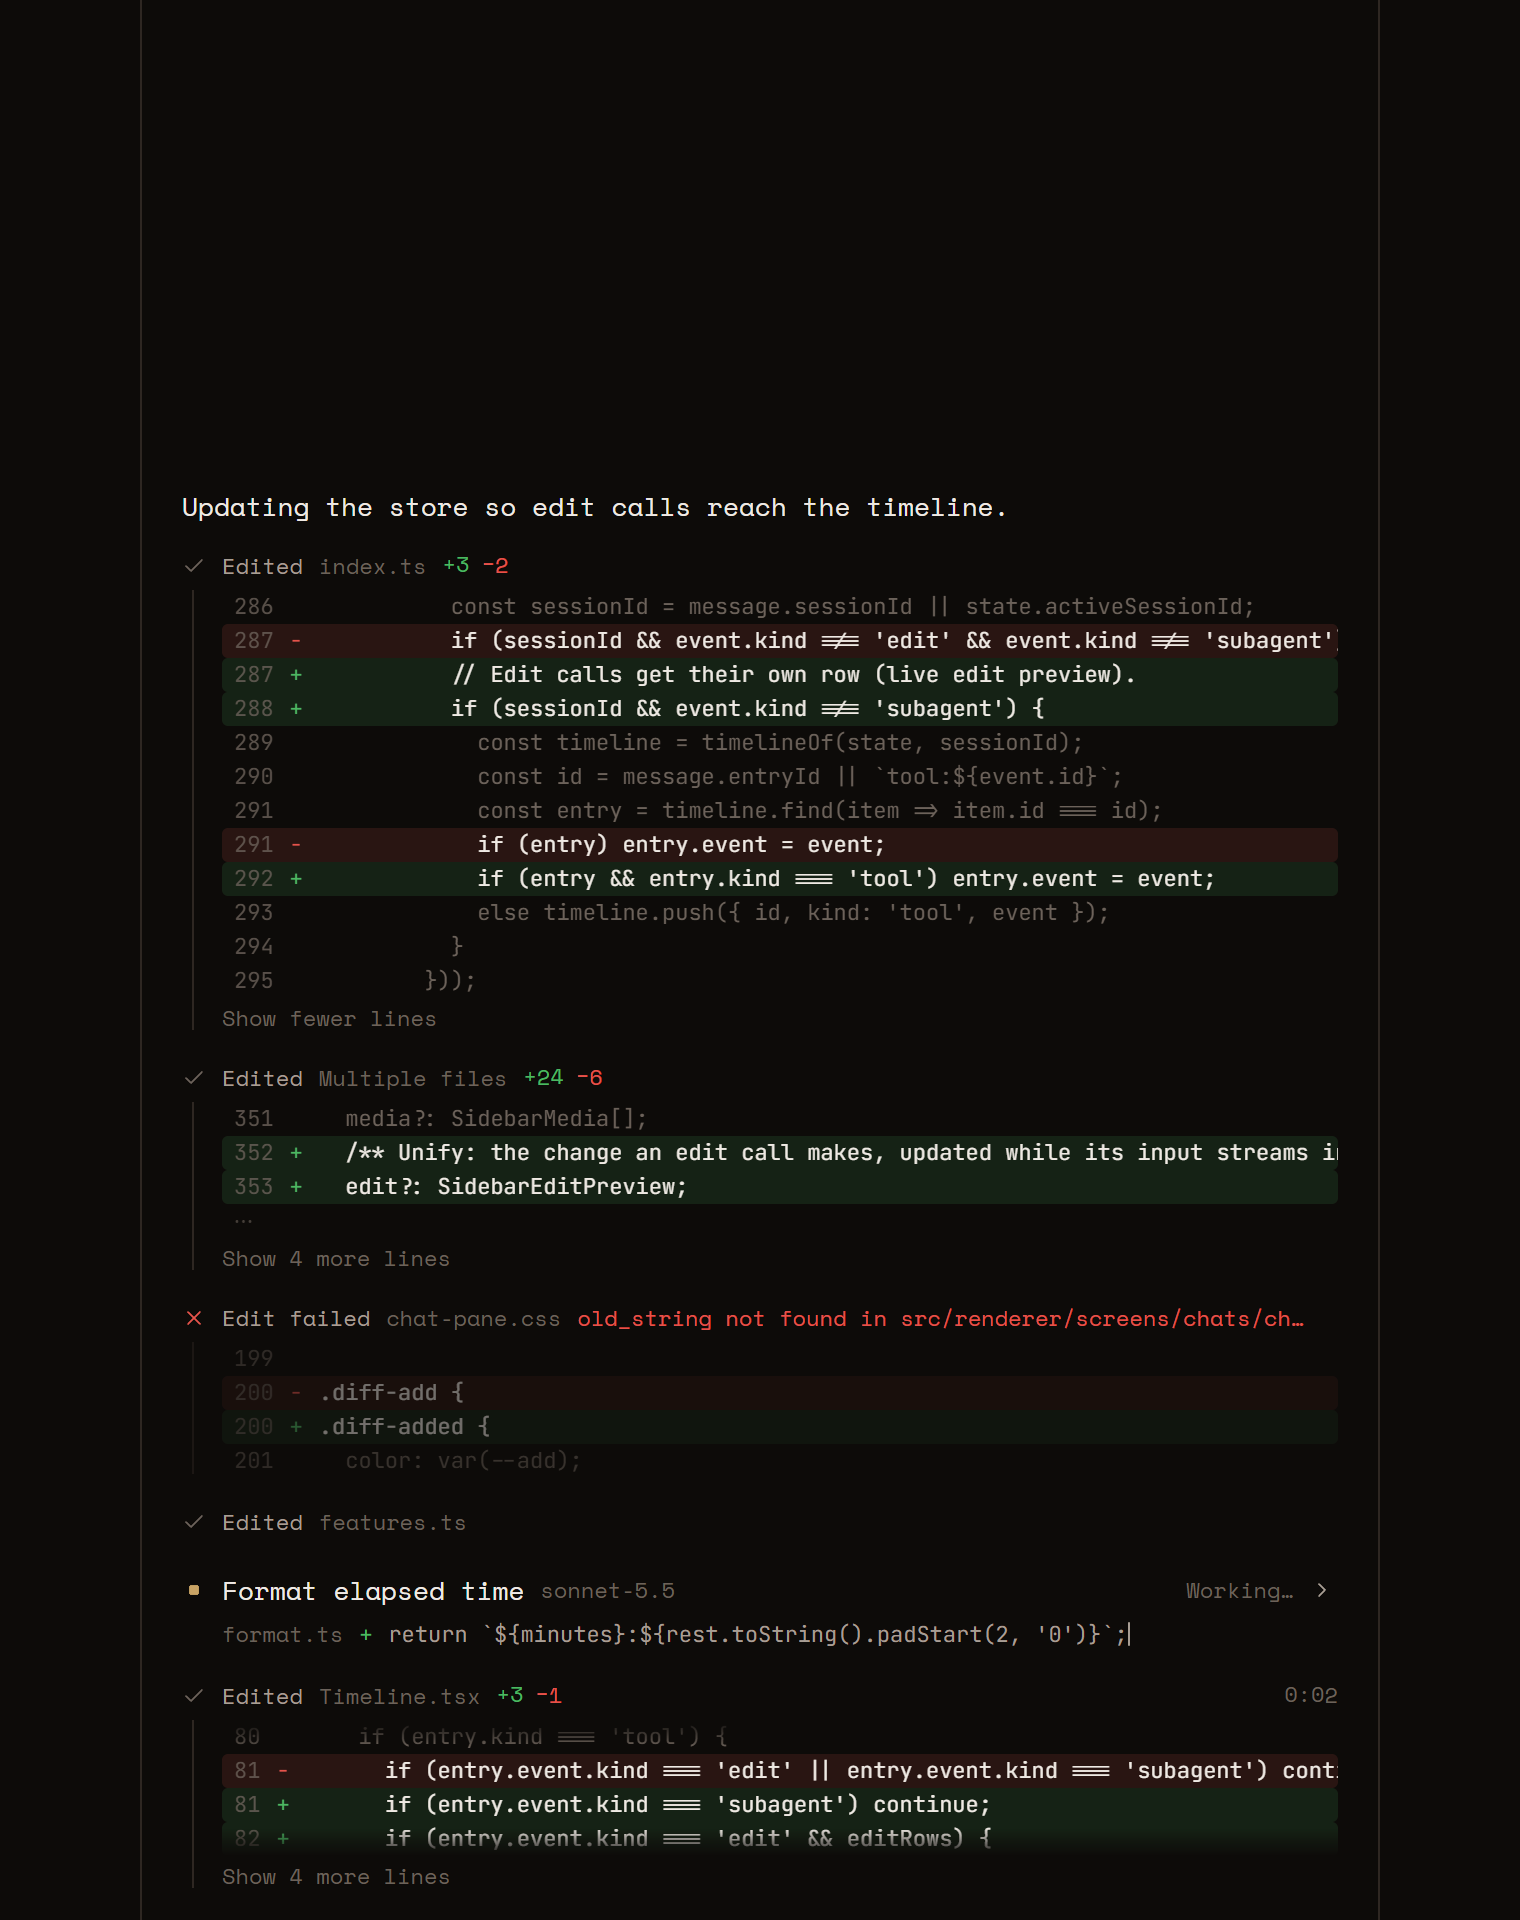 Updating the store so edit calls reach the timeline.
Edited index.ts +3 -2
286 const sessionId = message.sessionId || state.activeSessionId;
287 - if (sessionId && event.kind !== 'edit' && event.kind !== 'subagent')
287 + // Edit calls get their own row (live edit preview).
288 + if (sessionId && event.kind !== 'subagent') {
289 const timeline = timelineOf(state, sessionId);
290 const id = message.entryId || `tool:${event.id}`;
291 const entry = timeline.find(item => item.id === id);
291 - if (entry) entry.event = event;
292 + if (entry && entry.kind === 'tool') entry.event = event;
293 else timeline.push({ id, kind: 'tool', event });
294 }
295 }));
Show fewer lines
Edited Multiple files +24 -6
351 media?: SidebarMedia[];
352 + /** Unify: the change an edit call makes, updated while its input streams in
353 + edit?: SidebarEditPreview;
…
Show 4 more lines
Edit failed chat-pane.css old_string not found in src/renderer/screens/chats/ch…
199
200 - .diff-add {
200 + .diff-added {
201 color: var(--add);
Edited features.ts
Format elapsed time sonnet-5.5 Working…
format.ts + return `${minutes}:${rest.toString().padStart(2, '0')}`;
Edited Timeline.tsx +3 -1 0:02
80 if (entry.kind === 'tool') {
81 - if (entry.event.kind === 'edit' || entry.event.kind === 'subagent') cont
81 + if (entry.event.kind === 'subagent') continue;
82 + if (entry.event.kind === 'edit' && editRows) {
Show 4 more lines